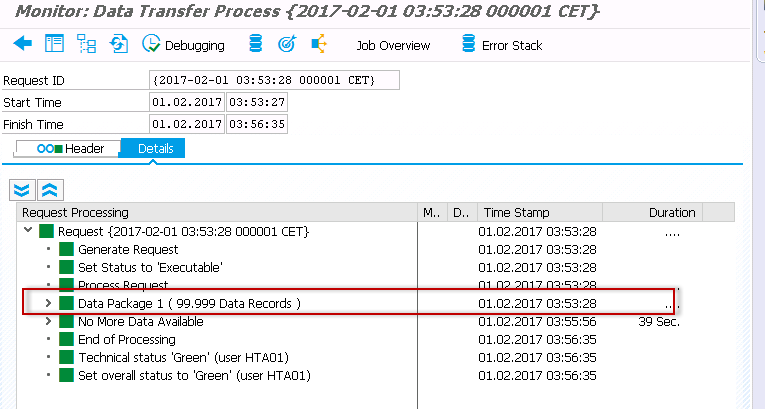 Monitor: Data Transfer Process {2017-02-01 03:53:28 000001 CET}
Debugging Job Overview Error Stack
Request ID {2017-02-01 03:53:28 000001 CET}
Start Time 01.02.2017 03:53:27
Finish Time 01.02.2017 03:56:35
Header Details
Request Processing M.. D.. Time Stamp Duration
Request {2017-02-01 03:53:28 000001 CET} 01.02.2017 03:53:28 ....
Generate Request 01.02.2017 03:53:28
Set Status to 'Executable' 01.02.2017 03:53:28
Process Request 01.02.2017 03:53:28
Data Package 1 ( 99.999 Data Records ) 01.02.2017 03:53:28 ....
No More Data Available 01.02.2017 03:55:56 39 Sec.
End of Processing 01.02.2017 03:56:35
Technical status 'Green' (user HTA01) 01.02.2017 03:56:35
Set overall status to 'Green' (user HTA01) 01.02.2017 03:56:35